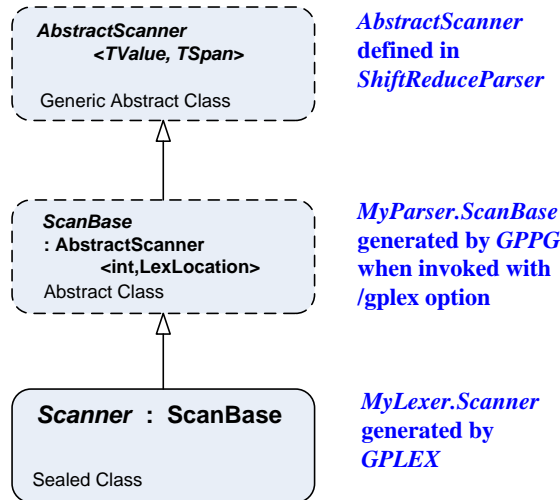 AbstractScanner
<TValue, TSpan>
Generic Abstract Class
AbstractScanner
defined in
ShiftReduceParser
ScanBase
: AbstractScanner
<int,LexLocation>
Abstract Class
MyParser.ScanBase
generated by GPPG
when invoked with
/gplex option
Scanner : ScanBase
Sealed Class
MyLexer.Scanner
generated by
GPLEX